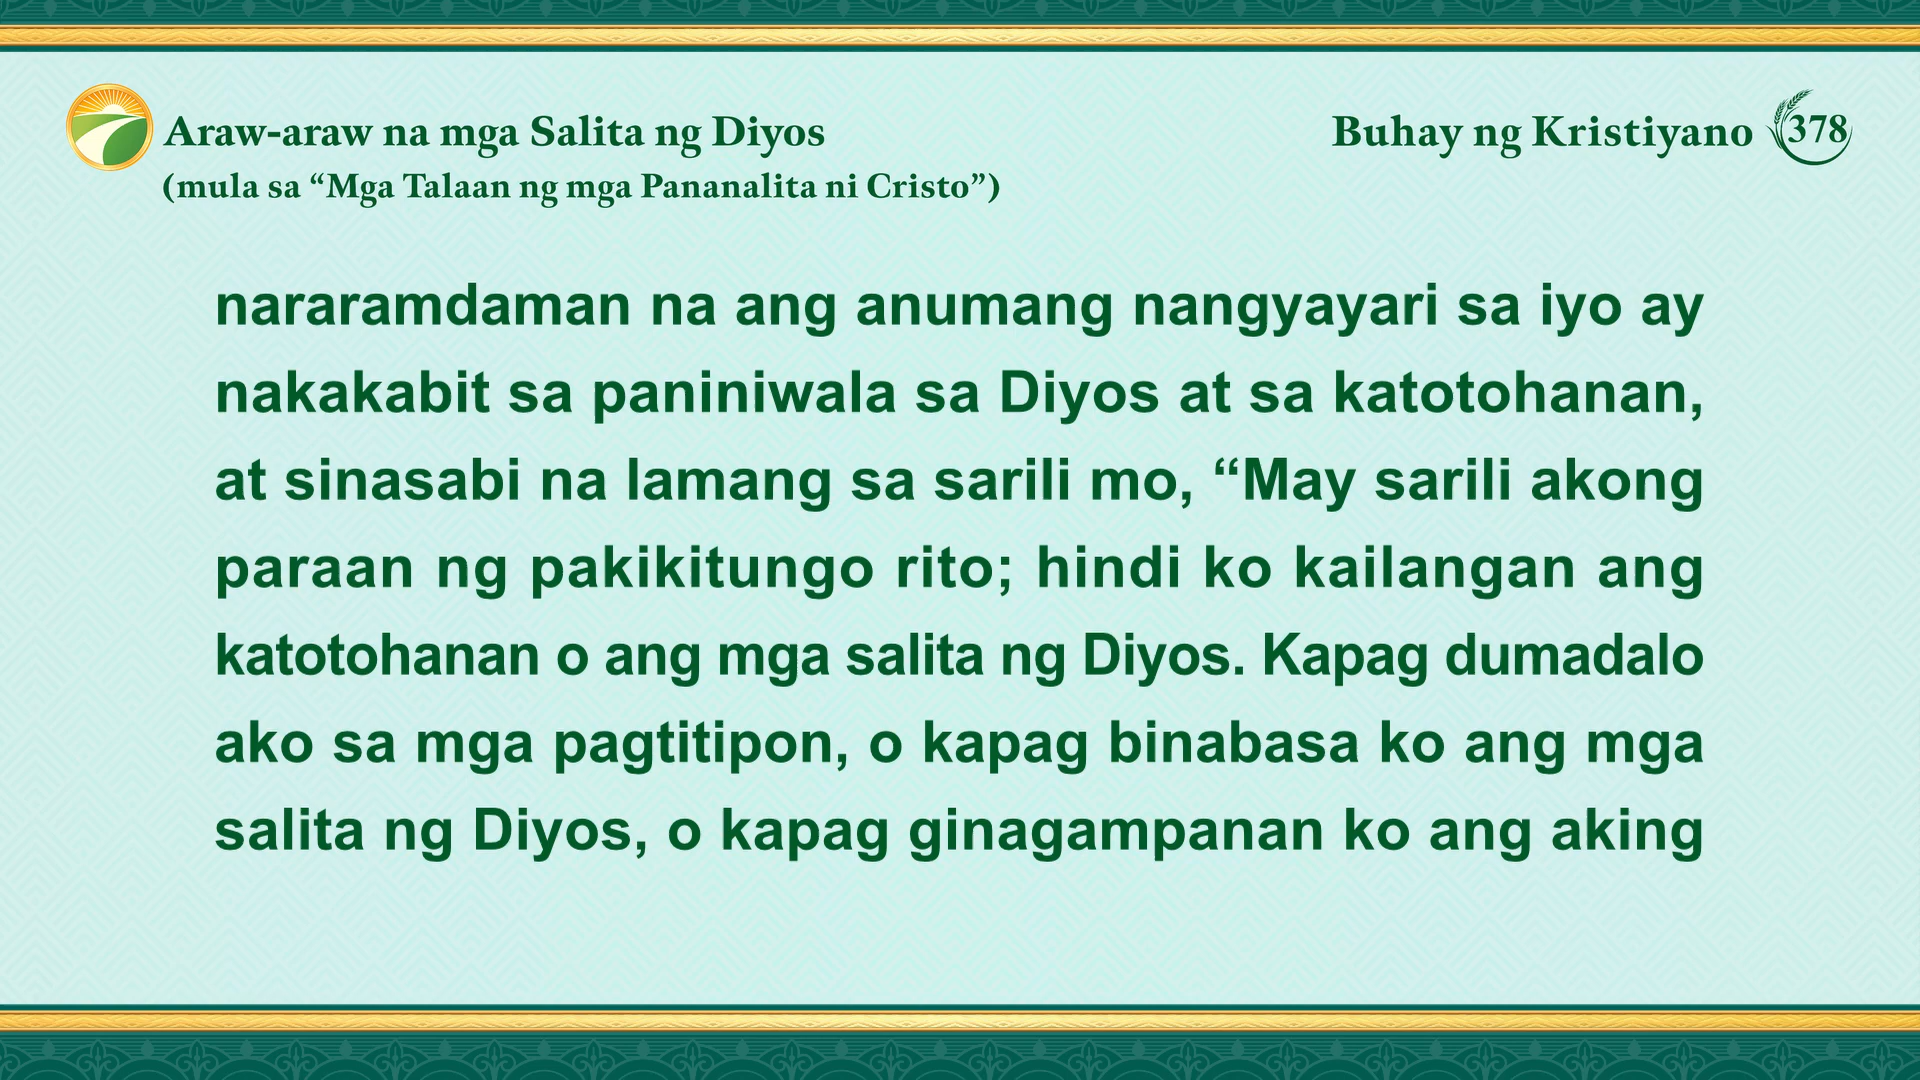 Araw-araw na mga Salita ng Diyos
(mula sa “Mga Talaan ng mga Pananalita ni Cristo”)
Buhay ng Kristiyano 378
nararamdaman na ang anumang nangyayari sa iyo ay
nakakabit sa paniniwala sa Diyos at sa katotohanan,
at sinasabi na lamang sa sarili mo, “May sarili akong
paraan ng pakikitungo rito; hindi ko kailangan ang
katotohanan o ang mga salita ng Diyos. Kapag dumadalo
ako sa mga pagtitipon, o kapag binabasa ko ang mga
salita ng Diyos, o kapag ginagampanan ko ang aking